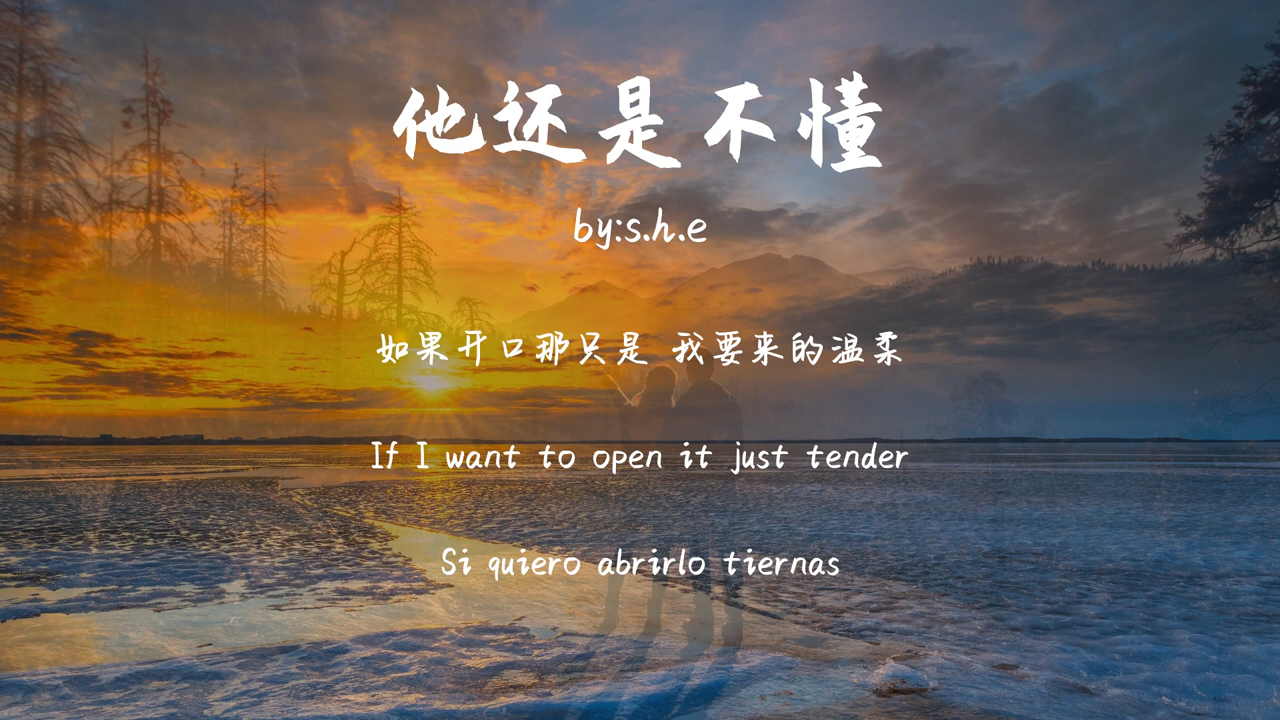 他还是不懂
by:s.h.e
如果开口那只是 我要来的温柔
If I want to open it just tender
Si quiero abrirlo tiernas